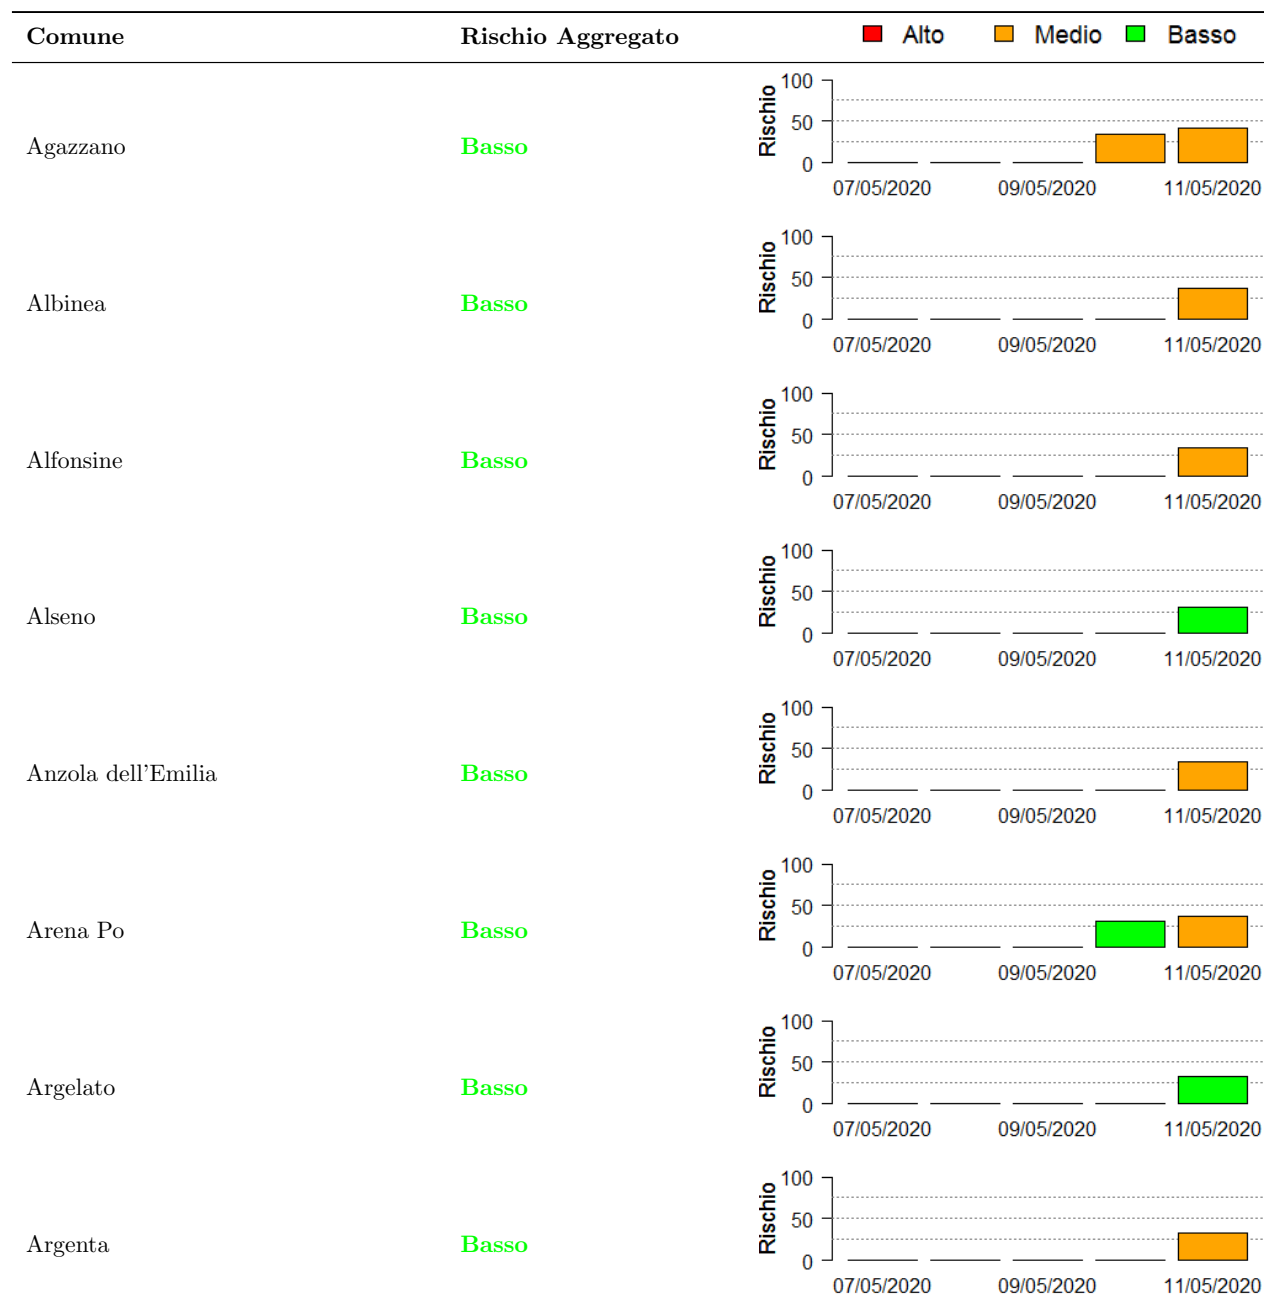 Comune Rischio Aggregato Alto Medio Basso
100
Rischio
50
Agazzano Basso
0
07/05/2020 09/05/2020 11/05/2020
100
Rischio
50
Albinea Basso
0
07/05/2020 09/05/2020 11/05/2020
100
Rischio
50
Alfonsine Basso
0
07/05/2020 09/05/2020 11/05/2020
100
Rischio
50
Alseno Basso
0
07/05/2020 09/05/2020 11/05/2020
100
Rischio
50
Anzola dell'Emilia Basso
0
07/05/2020 09/05/2020 11/05/2020
100
Rischio
50
Arena Po Basso
0
07/05/2020 09/05/2020 11/05/2020
100
Rischio
50
Argelato Basso
0
07/05/2020 09/05/2020 11/05/2020
100
Rischio
50
Argenta Basso
0
07/05/2020 09/05/2020 11/05/2020